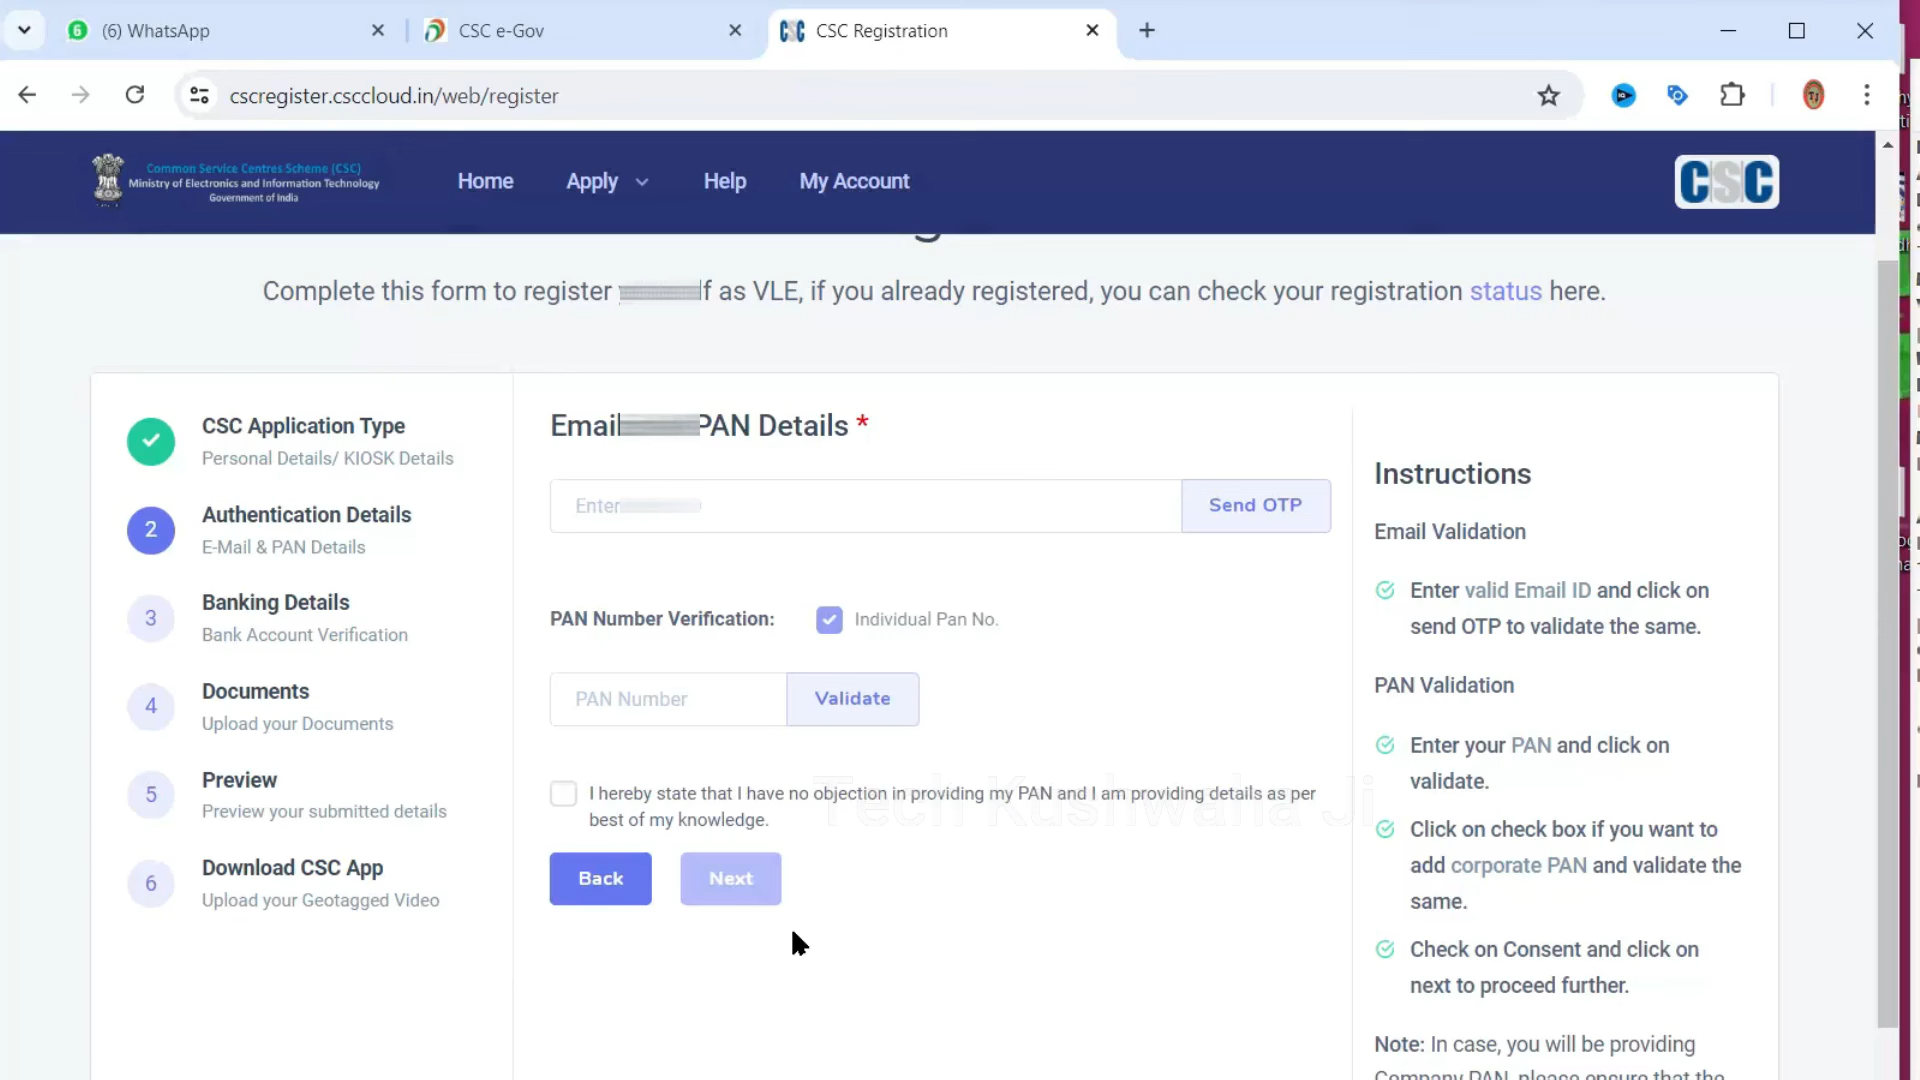 (6) WhatsApp
CSC e-Gov
CSC Registration
cscregister.csccloud.in/web/register
Common Service Centres Scheme (CSC)
Ministry of Electronics and Information Technology
Government of India
Home
Apply
Help
My Account
CSC
Complete this form to register f as VLE, if you already registered, you can check your registration status here.
CSC Application Type
Personal Details/ KIOSK Details
2
Authentication Details
E-Mail & PAN Details
3
Banking Details
Bank Account Verification
4
Documents
Upload your Documents
5
Preview
Preview your submitted details
6
Download CSC App
Upload your Geotagged Video
Email PAN Details *
Enter
Send OTP
PAN Number Verification:
Individual Pan No.
PAN Number
Validate
I hereby state that I have no objection in providing my PAN and I am providing details as per
best of my knowledge.
Tech Kushwaha Ji
Back
Next
Instructions
Email Validation
Enter valid Email ID and click on
send OTP to validate the same.
PAN Validation
Enter your PAN and click on
validate.
Click on check box if you want to
add corporate PAN and validate the
same.
Check on Consent and click on
next to proceed further.
Note: In case, you will be providing
Company PAN, please ensure that the